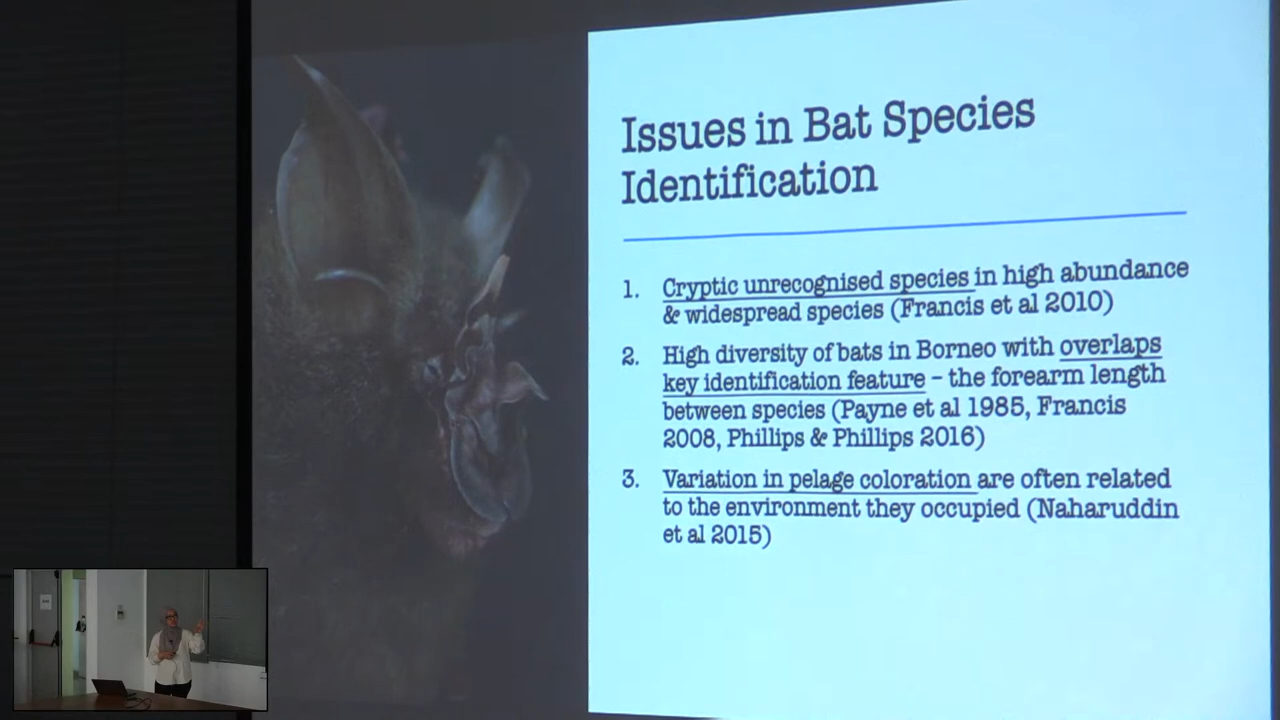 Issues in Bat Species
Identification
1. Cryptic unrecognised species in high abundance
& widespread species (Francis et al 2010)
2. High diversity of bats in Borneo with overlaps
key identification feature – the forearm length
between species (Payne et al 1985, Francis
2008, Phillips & Phillips 2016)
3. Variation in pelage coloration are often related
to the environment they occupied (Naharuddin
et al 2015)